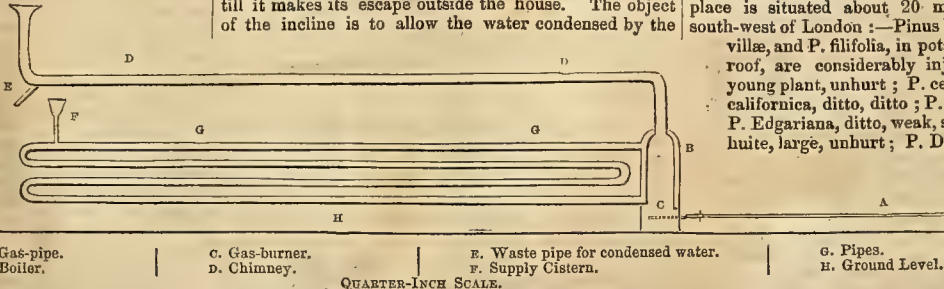 till it makes its escape outside the house. The object
of the incline is to allow the water condensed by the
place is situated about 20
south-west of London :—Pinus
villæ, and P. filifolia, in pot
roof, are considerably
young plant, unhurt ; P.
californica, ditto, ditto ; P.
P. Edgariana, ditto, weak,
huite, large, unhurt ; P. D
D
D
E
F
G
G
B
C
A
H
Gas-pipe.
Boiler.
C. Gas-burner.
D. Chimney.
E. Waste pipe for condensed water.
F. Supply Cistern.
G. Pipes.
H. Ground Level.
QUARTER-INCH SCALE.